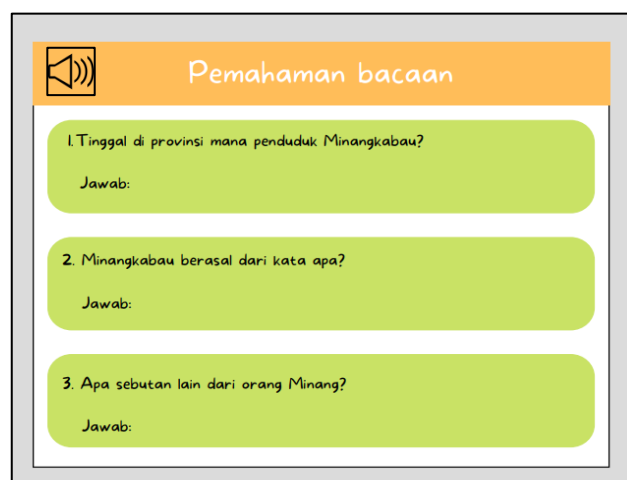 Pemahaman bacaan
1. Tinggal di provinsi mana penduduk Minangkabau?
Jawab:
2. Minangkabau berasal dari kata apa?
Jawab:
3. Apa sebutan lain dari orang Minang?
Jawab: